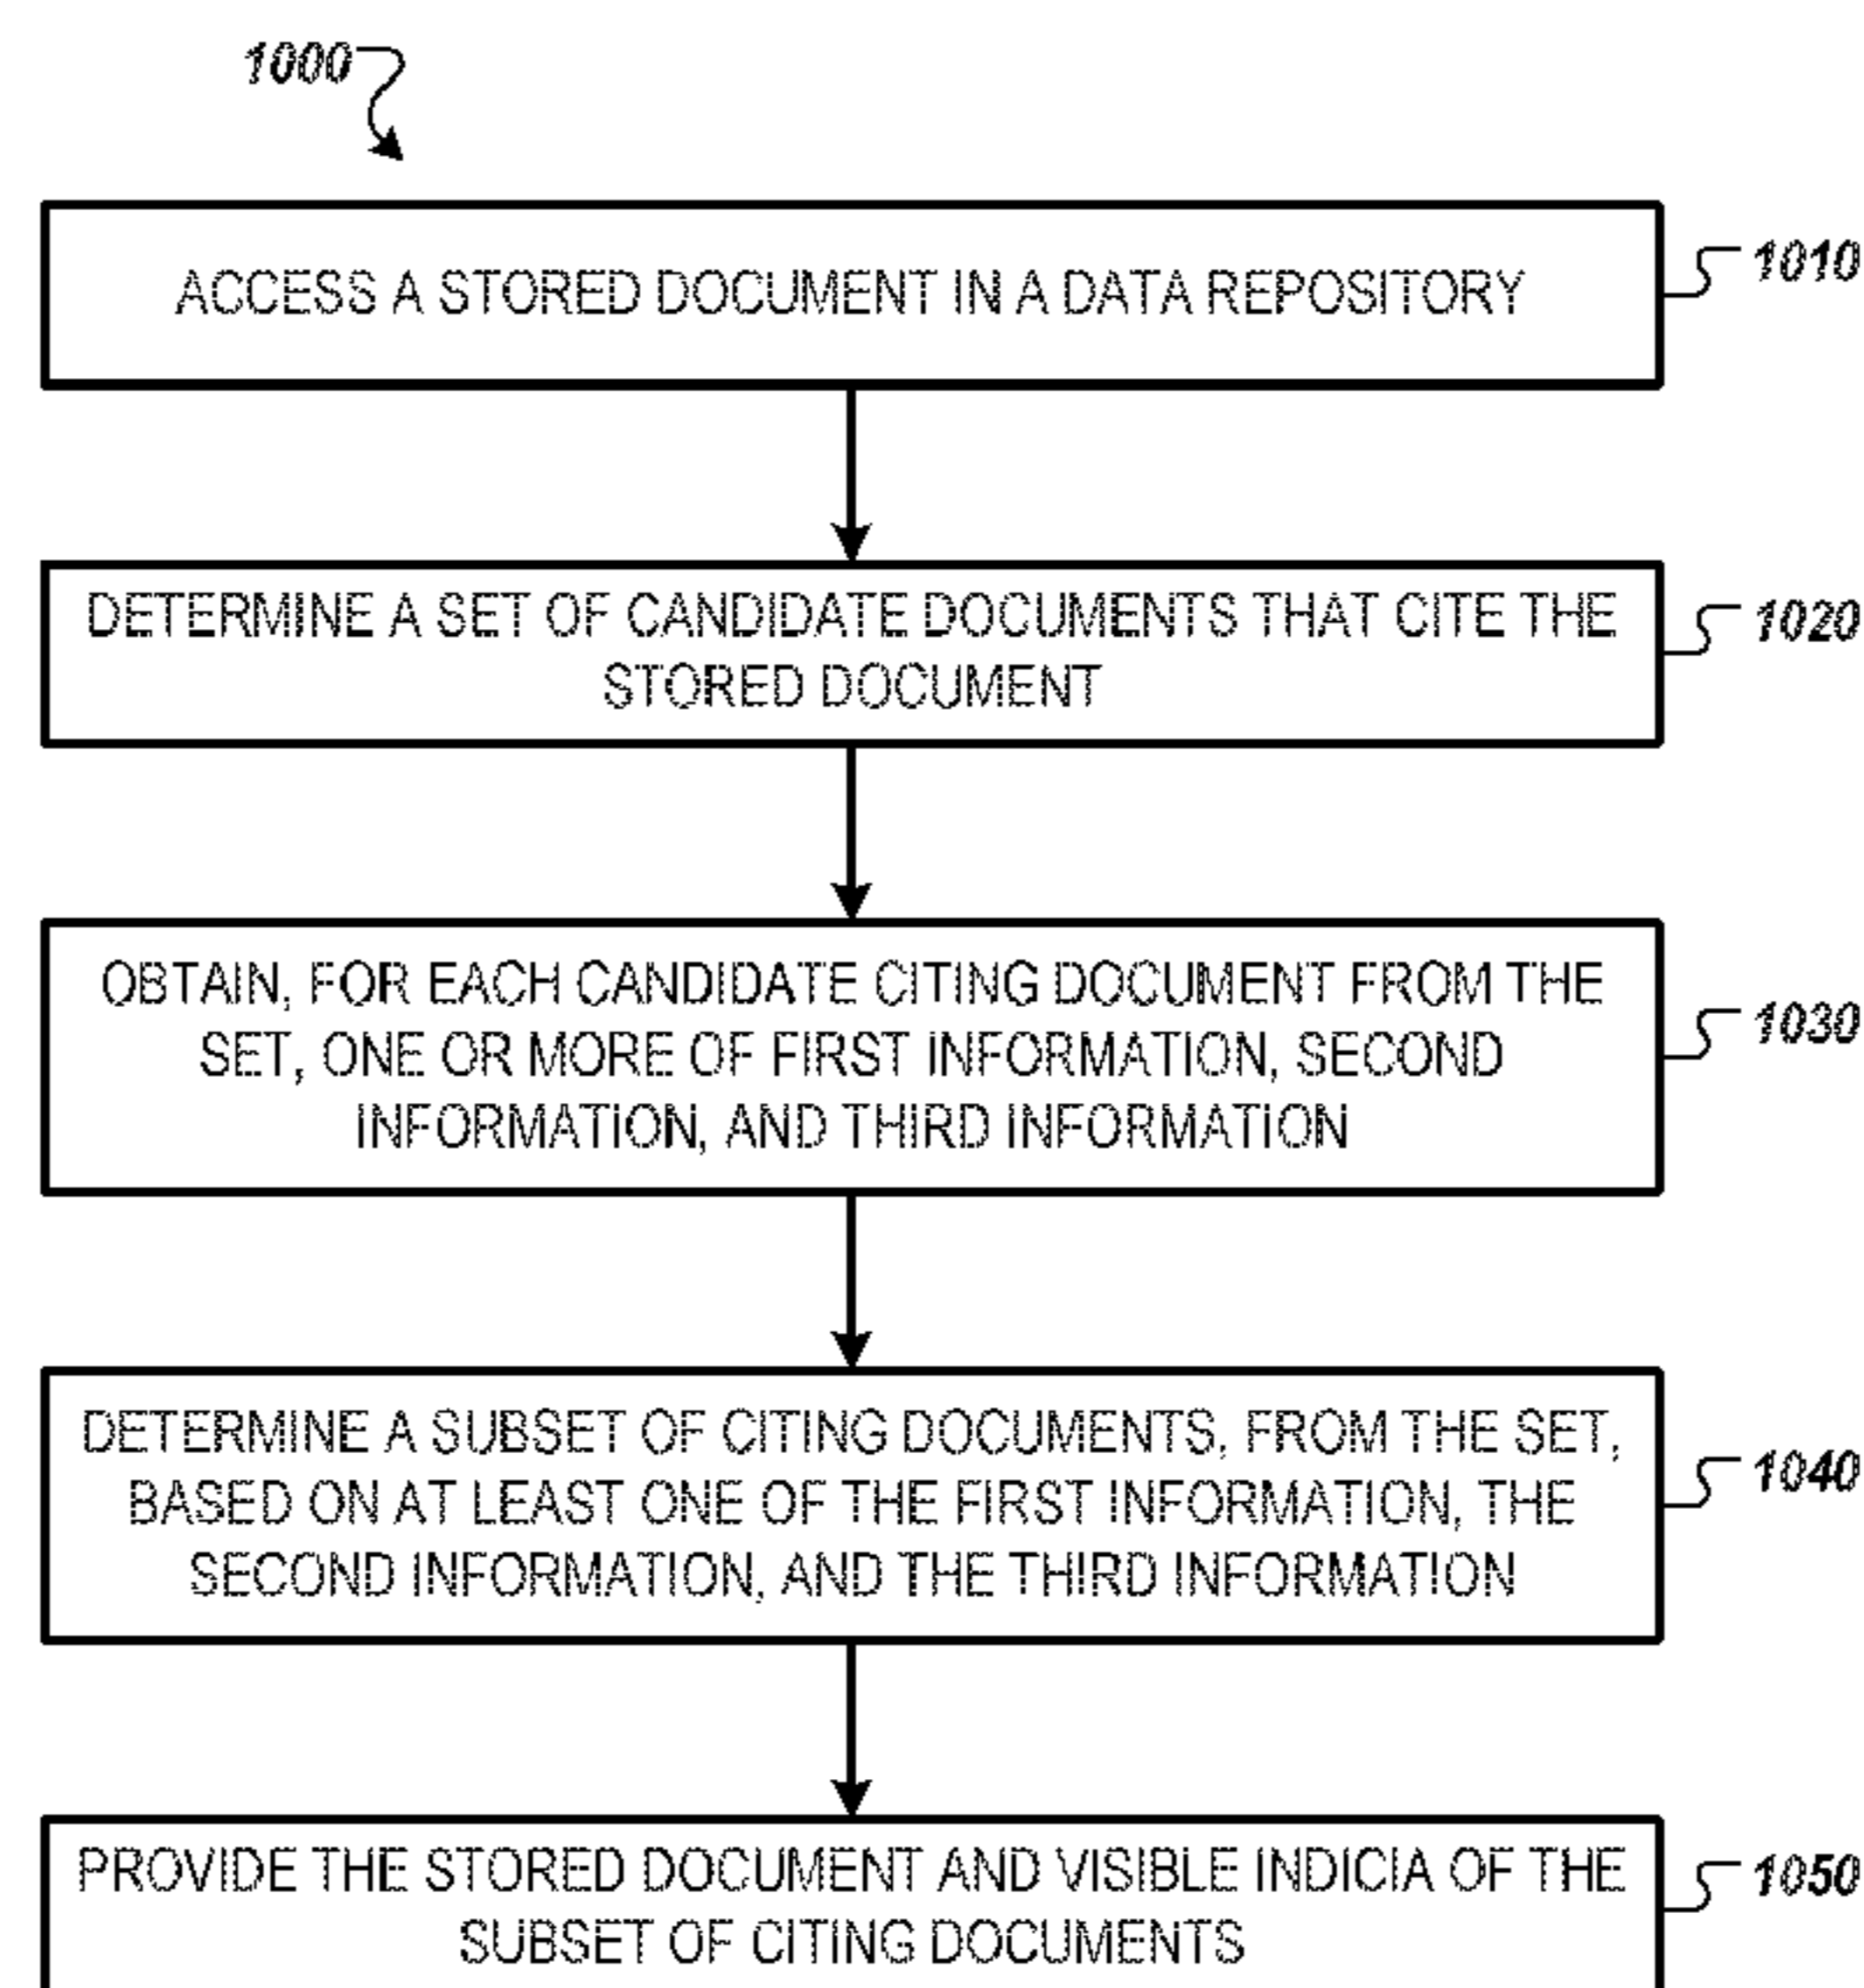 1000
ACCESS A STORED DOCUMENT IN A DATA REPOSITORY
1010
DETERMINE A SET OF CANDIDATE DOCUMENTS THAT CITE THE
STORED DOCUMENT
1020
OBTAIN, FOR EACH CANDIDATE CITING DOCUMENT FROM THE
SET, ONE OR MORE OF FIRST INFORMATION, SECOND
INFORMATION, AND THIRD INFORMATION
1030
DETERMINE A SUBSET OF CITING DOCUMENTS, FROM THE SET,
BASED ON AT LEAST ONE OF THE FIRST INFORMATION, THE
SECOND INFORMATION, AND THE THIRD INFORMATION
1040
PROVIDE THE STORED DOCUMENT AND VISIBLE INDICIA OF THE
SUBSET OF CITING DOCUMENTS
1050